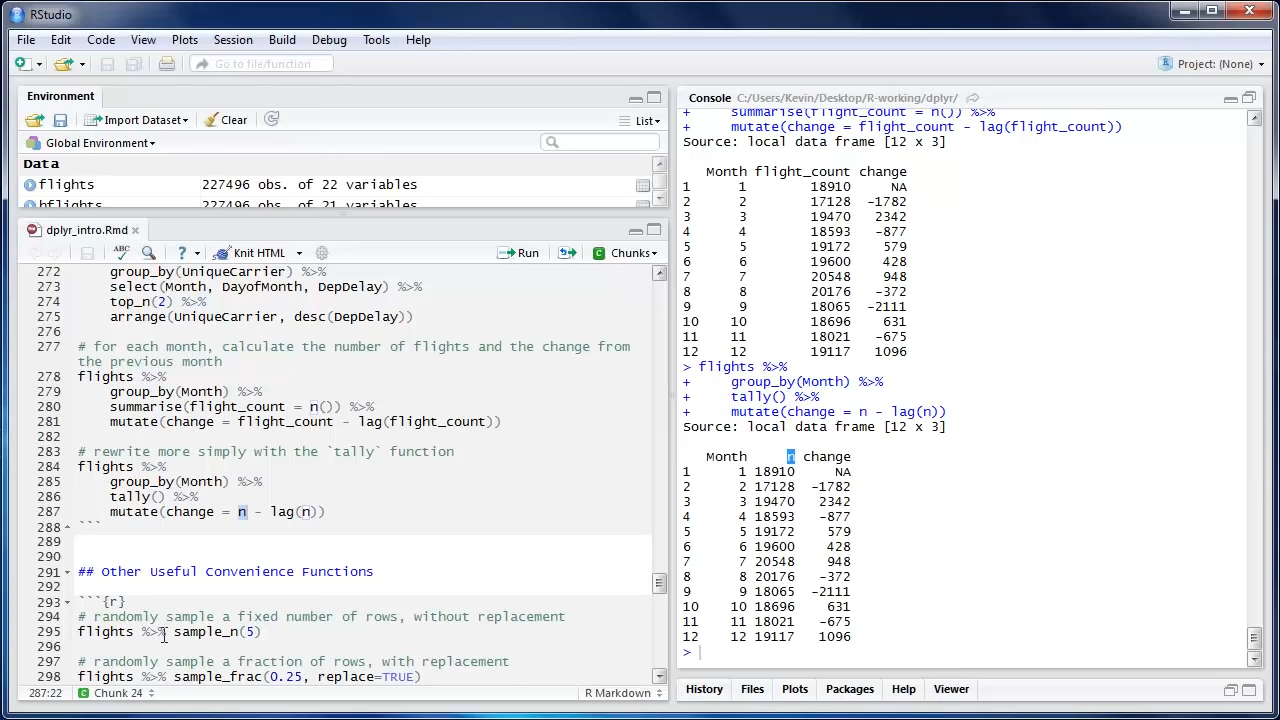 RStudio
File Edit Code View Plots Session Build Debug Tools Help
Go to file/function
Project: (None)
Environment
Import Dataset
Clear
List
Global Environment
Data
flights 227496 obs. of 22 variables
hflights 227496 obs. of 21 variables
dplyr_intro.Rmd
ABC
?
Knit HTML
Run
Chunks
272 group_by(UniqueCarrier) %>%
273 select(Month, DayofMonth, DepDelay) %>%
274 top_n(2) %>%
275 arrange(UniqueCarrier, desc(DepDelay))
276
277 # for each month, calculate the number of flights and the change from
the previous month
278 flights %>%
279 group_by(Month) %>%
280 summarise(flight_count = n()) %>%
281 mutate(change = flight_count - lag(flight_count))
282
283 # rewrite more simply with the `tally` function
284 flights %>%
285 group_by(Month) %>%
286 tally() %>%
287 mutate(change = n - lag(n))
288 ```
289
290
291 ## Other Useful Convenience Functions
292
293 ```{r}
294 # randomly sample a fixed number of rows, without replacement
295 flights %>% sample_n(5)
296
297 # randomly sample a fraction of rows, with replacement
298 flights %>% sample_frac(0.25, replace=TRUE)
287:22 Chunk 24 R Markdown
Console C:/Users/Kevin/Desktop/R-working/dplyr/
+ summarise(flight_count = n()) %>%
+ mutate(change = flight_count - lag(flight_count))
Source: local data frame [12 x 3]
Month flight_count change
1 1 18910 NA
2 2 17128 -1782
3 3 19470 2342
4 4 18593 -877
5 5 19172 579
6 6 19600 428
7 7 20548 948
8 8 20176 -372
9 9 18065 -2111
10 10 18696 631
11 11 18021 -675
12 12 19117 1096
> flights %>%
+ group_by(Month) %>%
+ tally() %>%
+ mutate(change = n - lag(n))
Source: local data frame [12 x 3]
Month n change
1 1 18910 NA
2 2 17128 -1782
3 3 19470 2342
4 4 18593 -877
5 5 19172 579
6 6 19600 428
7 7 20548 948
8 8 20176 -372
9 9 18065 -2111
10 10 18696 631
11 11 18021 -675
12 12 19117 1096
>
History Files Plots Packages Help Viewer